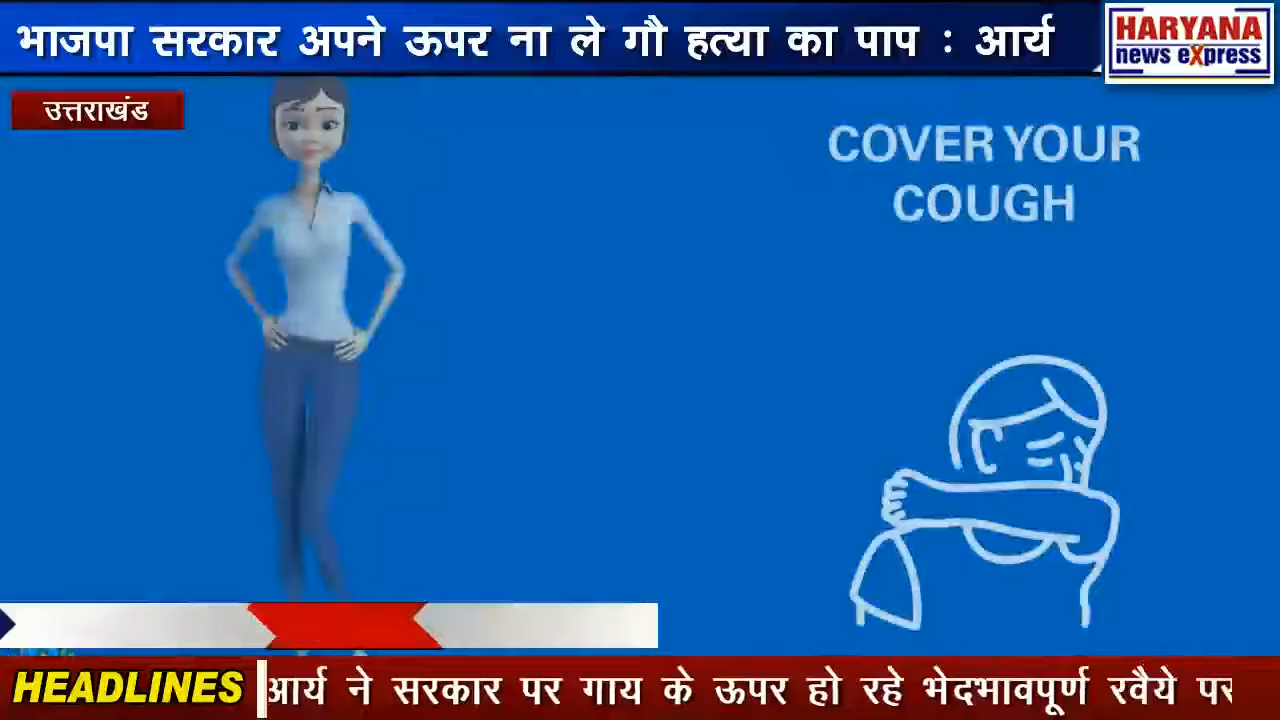 भाजपा सरकार अपने ऊपर ना ले गौ हत्या का पाप : आर्य
HARYANA
news eXpress
उत्तराखंड
COVER YOUR
COUGH
HEADLINES
आर्य ने सरकार पर गाय के ऊपर हो रहे भेदभावपूर्ण रवैये पर